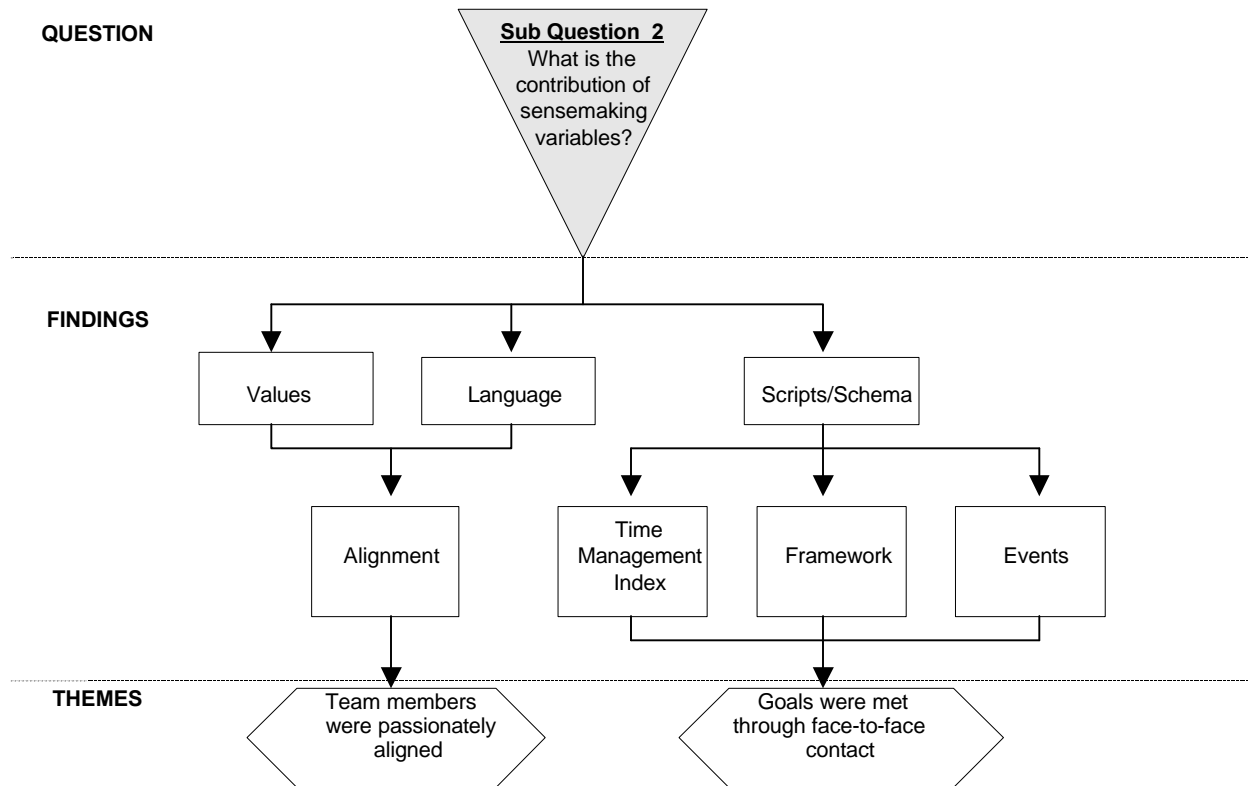 QUESTION
Sub Question 2
What is the
contribution of
sensemaking
variables?
FINDINGS
Values
Language
Scripts/Schema
Alignment
Time
Management
Index
Framework
Events
THEMES
Team members
were passionately
aligned
Goals were met
through face-to-face
contact